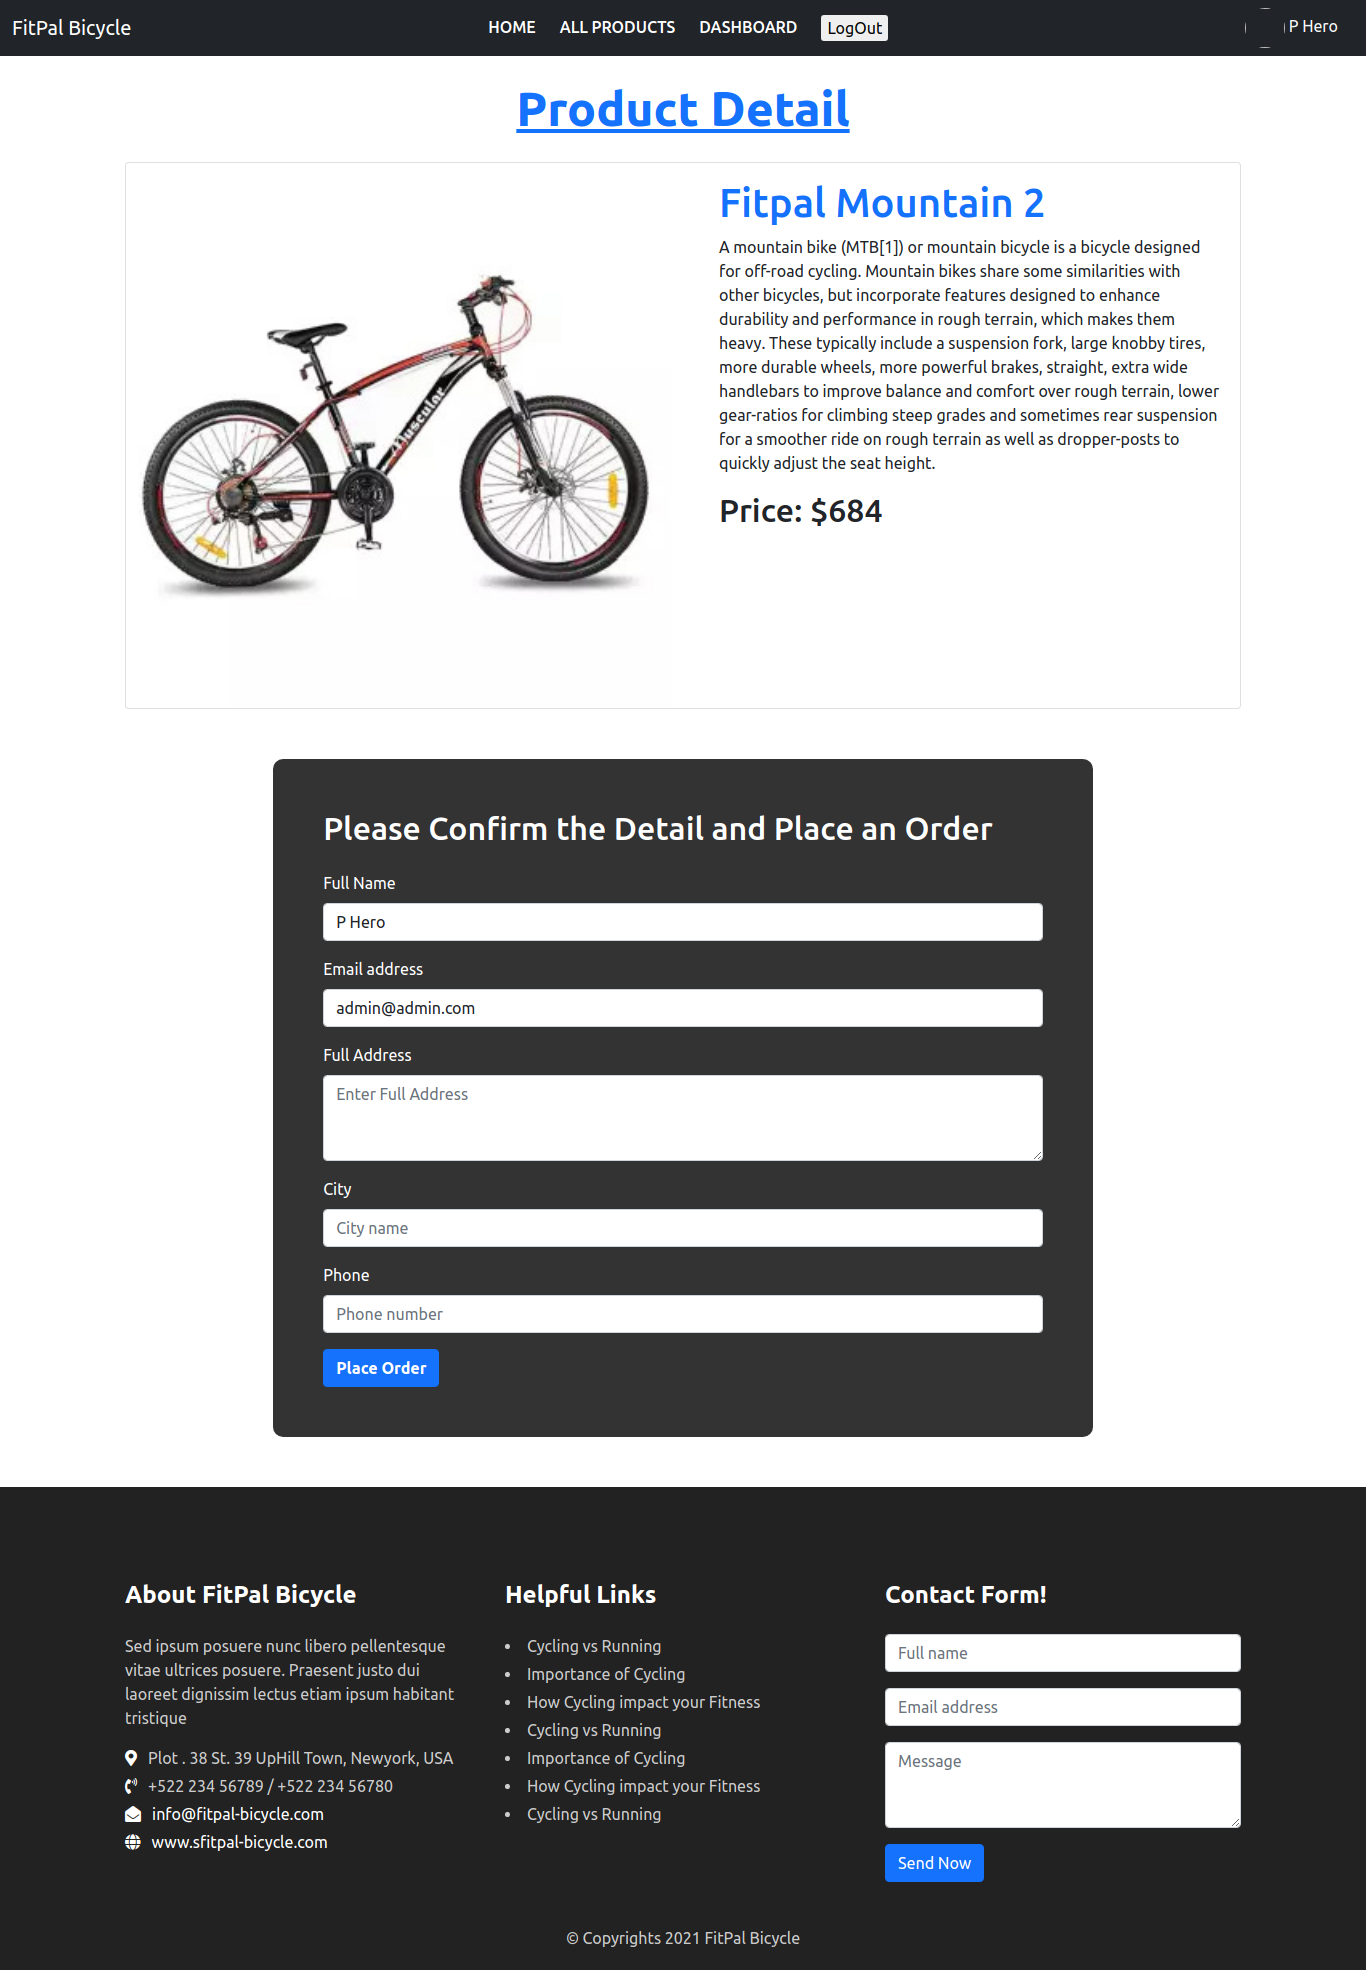 FitPal Bicycle
HOME
ALL PRODUCTS
DASHBOARD
LogOut
P Hero
Product Detail
Muscular
Fitpal Mountain 2
A mountain bike (MTB[1]) or mountain bicycle is a bicycle designed
for off-road cycling. Mountain bikes share some similarities with
other bicycles, but incorporate features designed to enhance
durability and performance in rough terrain, which makes them
heavy. These typically include a suspension fork, large knobby tires,
more durable wheels, more powerful brakes, straight, extra wide
handlebars to improve balance and comfort over rough terrain, lower
gear-ratios for climbing steep grades and sometimes rear suspension
for a smoother ride on rough terrain as well as dropper-posts to
quickly adjust the seat height.
Price: $684
Please Confirm the Detail and Place an Order
Full Name
P Hero
Email address
admin@admin.com
Full Address
Enter Full Address
City
City name
Phone
Phone number
Place Order
About FitPal Bicycle
Sed ipsum posuere nunc libero pellentesque
vitae ultrices posuere. Praesent justo dui
laoreet dignissim lectus etiam ipsum habitant
tristique
Plot . 38 St. 39 UpHill Town, Newyork, USA
+522 234 56789 / +522 234 56780
info@fitpal-bicycle.com
www.sfitpal-bicycle.com
Helpful Links
• Cycling vs Running
• Importance of Cycling
• How Cycling impact your Fitness
• Cycling vs Running
• Importance of Cycling
• How Cycling impact your Fitness
• Cycling vs Running
Contact Form!
Full name
Email address
Message
Send Now
© Copyrights 2021 FitPal Bicycle